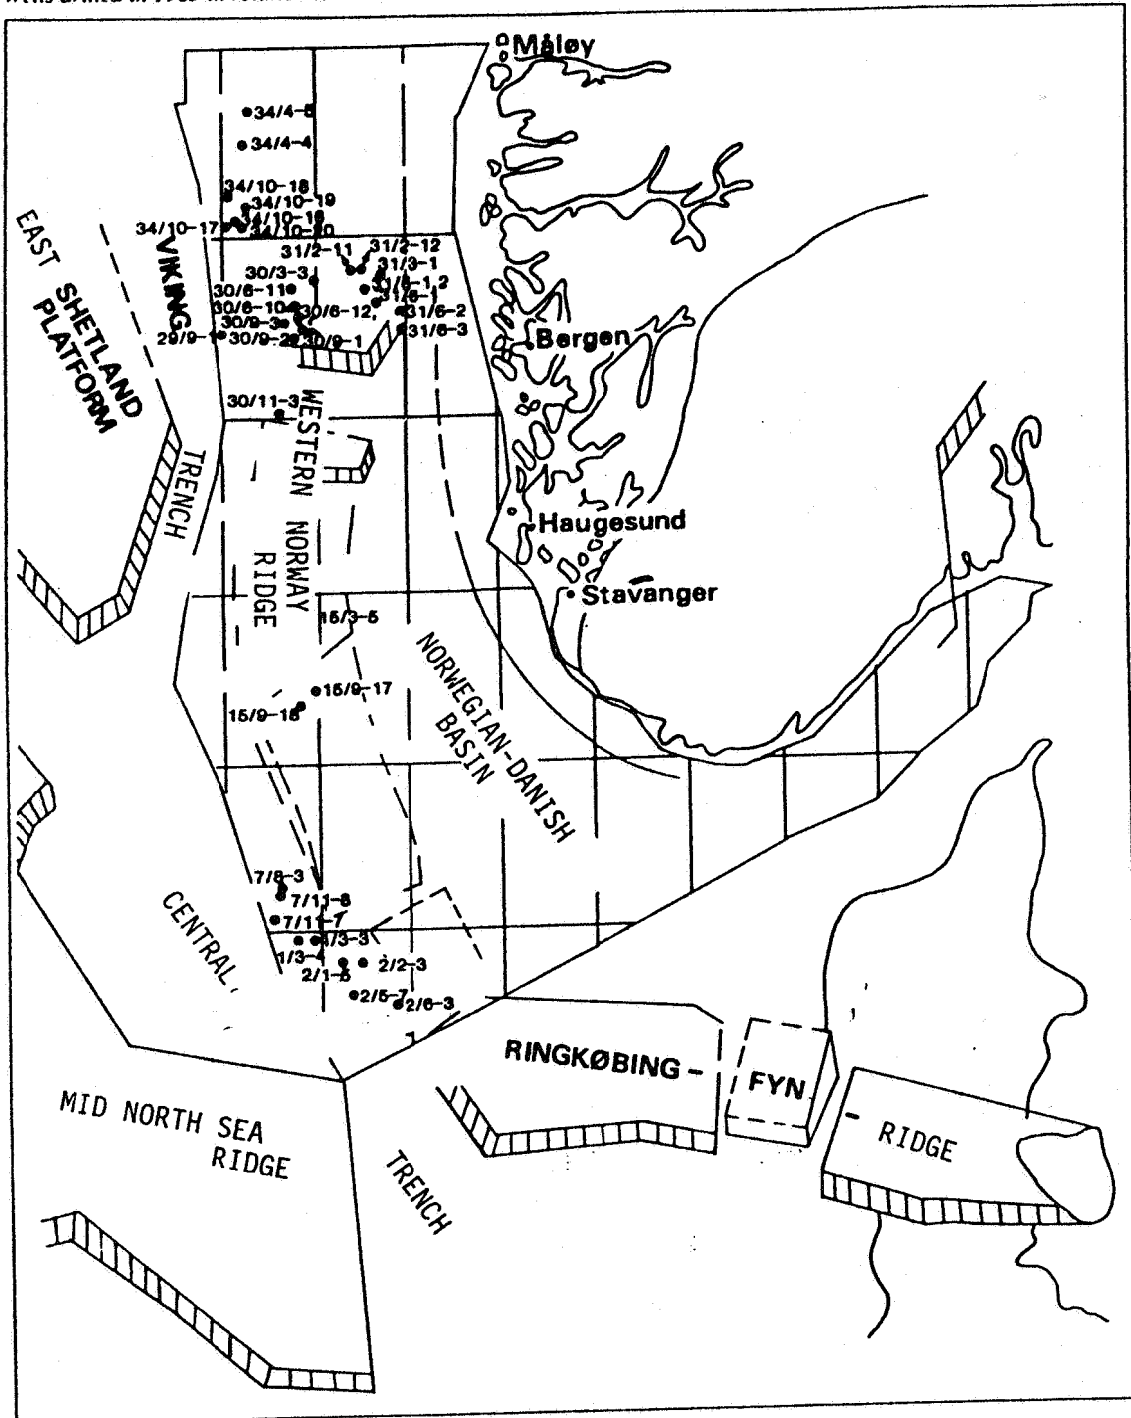 Måløy
34/4-5
34/4-4
34/10-18
34/10-19
34/10-16
34/10-17
34/10-20
31/2-12
31/2-11
31/3-1
30/3-3
30/6-11
31/6-1
30/6-10
30/6-12
31/6-2
30/9-3
31/6-3
29/9-1
30/9-2
30/9-1
Bergen
EAST SHETLAND
PLATFORM
VIKING
TRENCH
30/11-3
WESTERN NORWAY
RIDGE
Haugesund
Stavanger
15/3-5
15/9-17
15/9-18
NORWEGIAN-DANISH
BASIN
7/8-3
7/11-8
7/11-7
1/3-3
1/3-4
2/1-5
2/2-3
2/5-7
2/6-3
CENTRAL
TRENCH
RINGKØBING -
FYN
- RIDGE
MID NORTH SEA
RIDGE